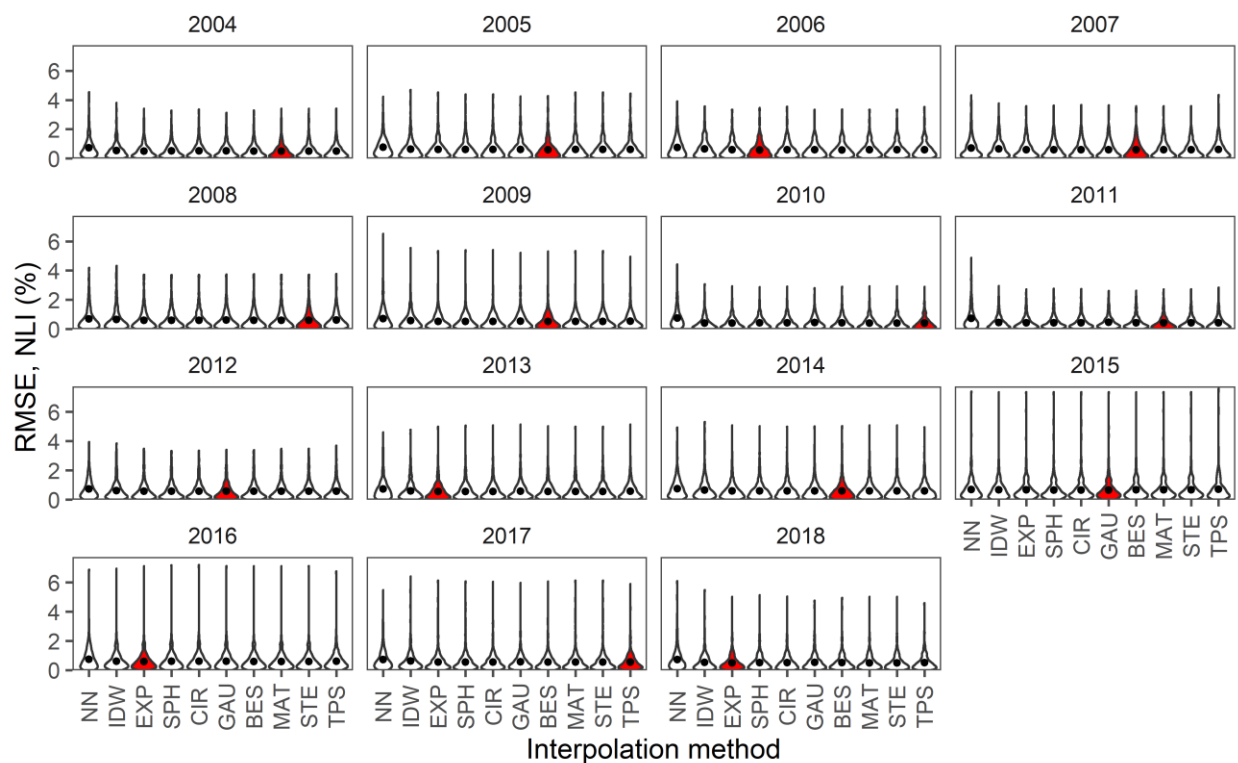 2004 2005 2006 2007
6
4
2
0
2008 2009 2010 2011
6
4
2
0
2012 2013 2014 2015
6
4
2
0
NN IDW EXP SPH CIR GAU BES MAT STE TPS
2016 2017 2018
6
4
2
0
NN IDW EXP SPH CIR GAU BES MAT STE TPS NN IDW EXP SPH CIR GAU BES MAT STE TPS NN IDW EXP SPH CIR GAU BES MAT STE TPS
RMSE, NLI (%)
Interpolation method